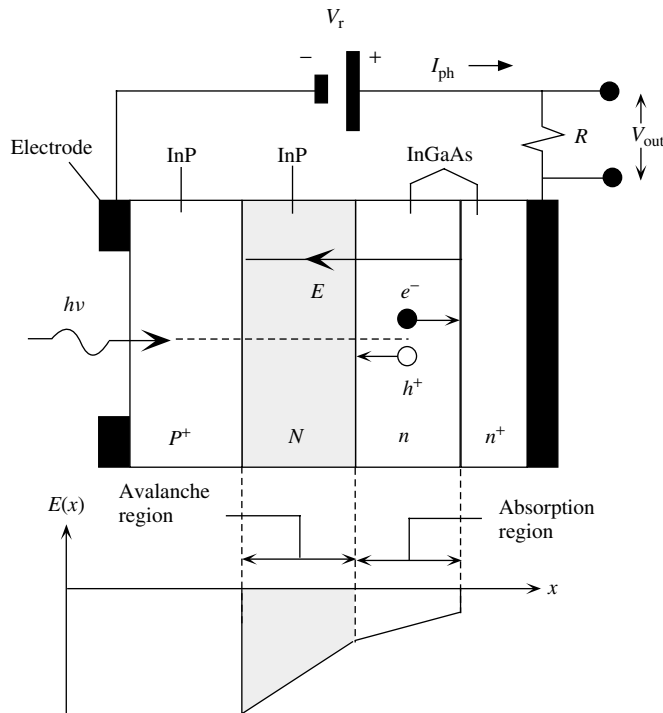 V_r
− +
I_ph
R
V_out
Electrode
InP
InP
InGaAs
E
e⁻
hν
h⁺
P⁺
N
n
n⁺
E(x)
Avalanche
region
Absorption
region
x